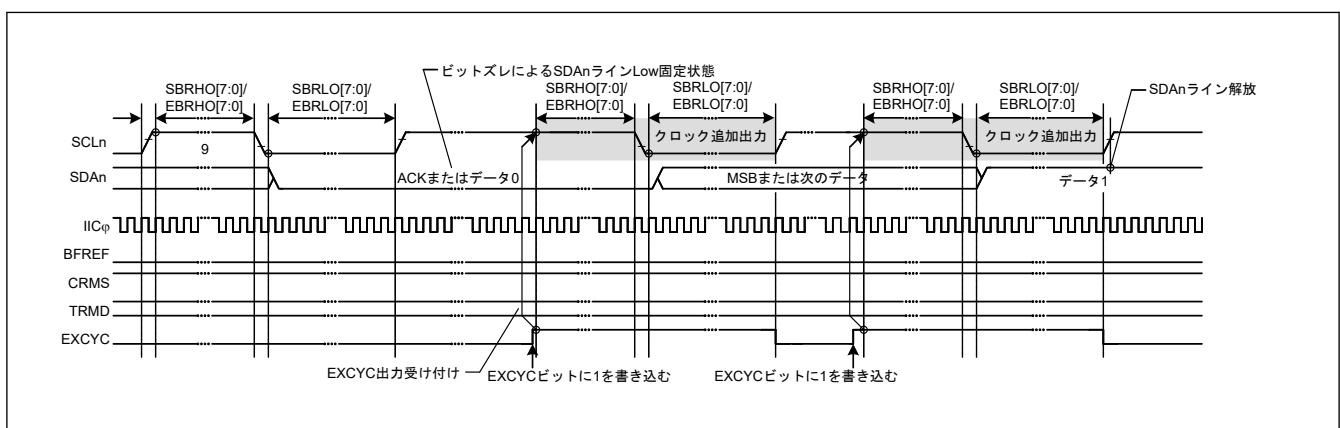 ビットズレによるSDAnラインLow固定状態
SBRHO[7:0]/
EBRHO[7:0]
SBRLO[7:0]/
EBRLO[7:0]
SBRHO[7:0]/
EBRHO[7:0]
SBRLO[7:0]/
EBRLO[7:0]
SBRHO[7:0]/
EBRHO[7:0]
SBRLO[7:0]/
EBRLO[7:0]
SDAnライン解放
SCLn
9
クロック追加出力
クロック追加出力
SDAn
ACKまたはデータ0
MSBまたは次のデータ
データ1
IICφ
BFREF
CRMS
TRMD
EXCYC
EXCYC出力受け付け
EXCYCビットに1を書き込む
EXCYCビットに1を書き込む